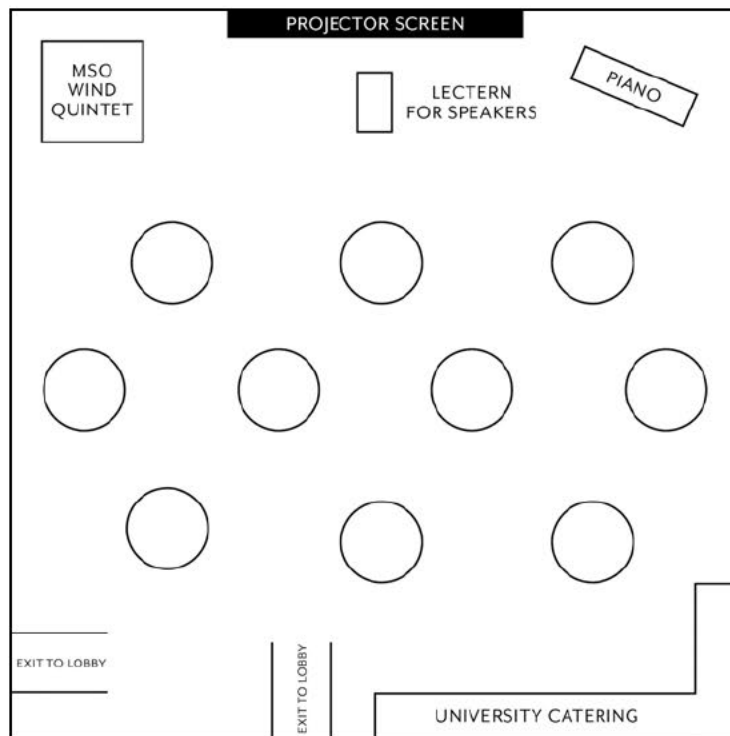 PROJECTOR SCREEN
MSO
WIND
QUINTET
LECTERN
FOR SPEAKERS
PIANO
EXIT TO LOBBY
EXIT TO LOBBY
UNIVERSITY CATERING